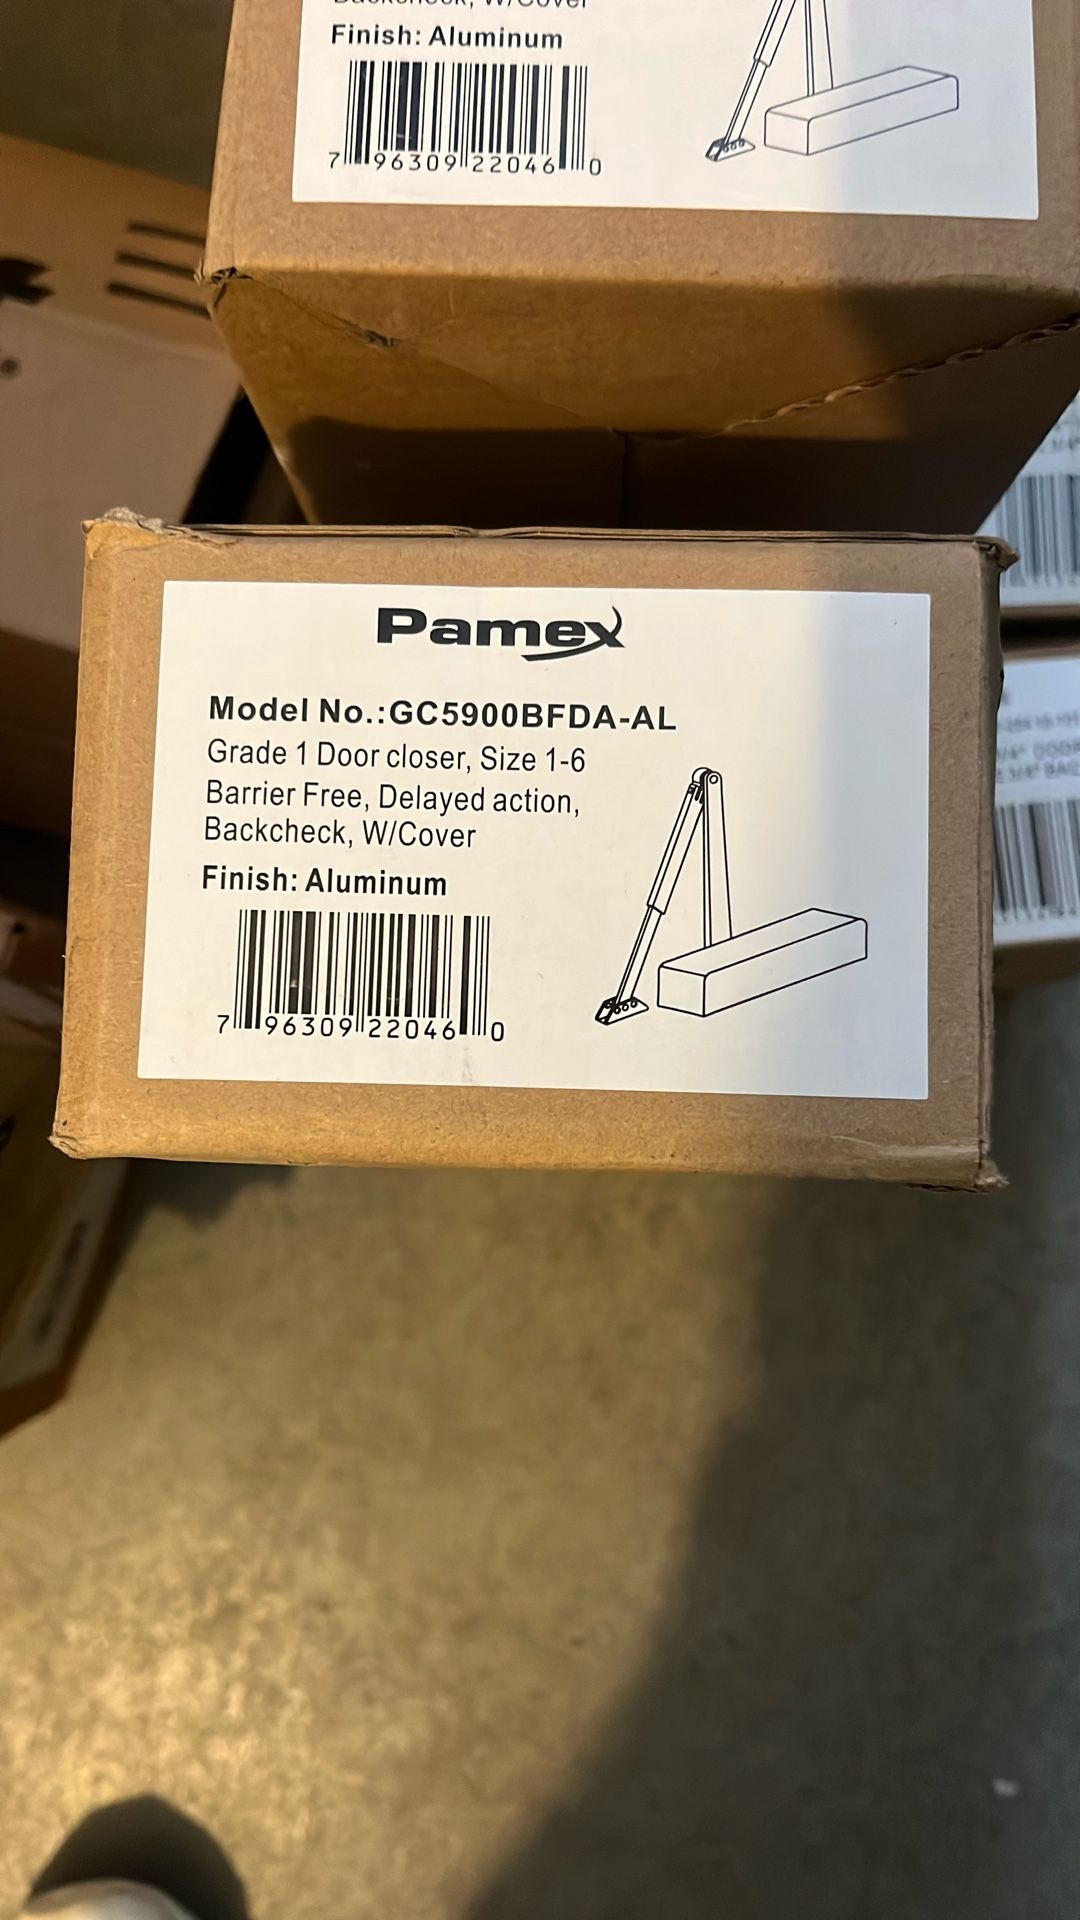 W/Cover
Finish: Aluminum
7 96309 22046 0
Pamex
Model No.:GC5900BFDA-AL
Grade 1 Door closer, Size 1-6
Barrier Free, Delayed action,
Backcheck, W/Cover
Finish: Aluminum
7 96309 22046 0